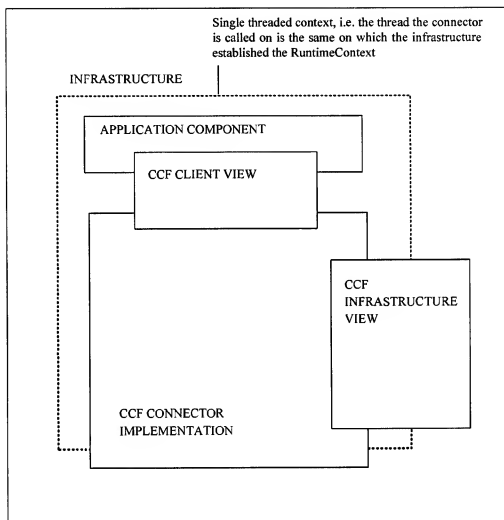 Single threaded context, i.e. the thread the connector
is called on is the same on which the infrastructure
established the RuntimeContext
INFRASTRUCTURE
APPLICATION COMPONENT
CCF CLIENT VIEW
CCF
INFRASTRUCTURE
VIEW
CCF CONNECTOR
IMPLEMENTATION